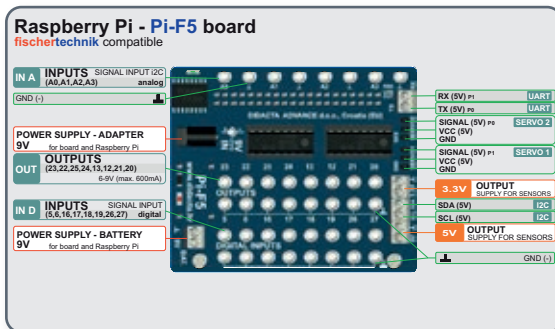 Raspberry Pi - Pi-F5 board
fischertechnik compatible
IN A INPUTS SIGNAL INPUT i2C
(A0,A1,A2,A3) analog
GND (-)
POWER SUPPLY - ADAPTER
9V for board and Raspberry Pi
OUT OUTPUTS
(23,22,25,24,13,12,21,20)
6-9V (max. 600mA)
IN D INPUTS SIGNAL INPUT
(5,6,16,17,18,19,26,27) digital
POWER SUPPLY - BATTERY
9V for board and Raspberry Pi
DIDACTA ADVANCE d.o.o., Croatia (EU)
9V
IN
Pi-F5
OUTPUTS
DIGITAL INPUTS
RX (5V) P1 UART
TX (5V) P0 UART
SIGNAL (5V) P0 SERVO 2
VCC (5V)
GND
SIGNAL (5V) P1 SERVO 1
VCC (5V)
GND
3.3V OUTPUT
SUPPLY FOR SENSORS
SDA (5V) I2C
SCL (5V) I2C
5V OUTPUT
SUPPLY FOR SENSORS
GND (-)